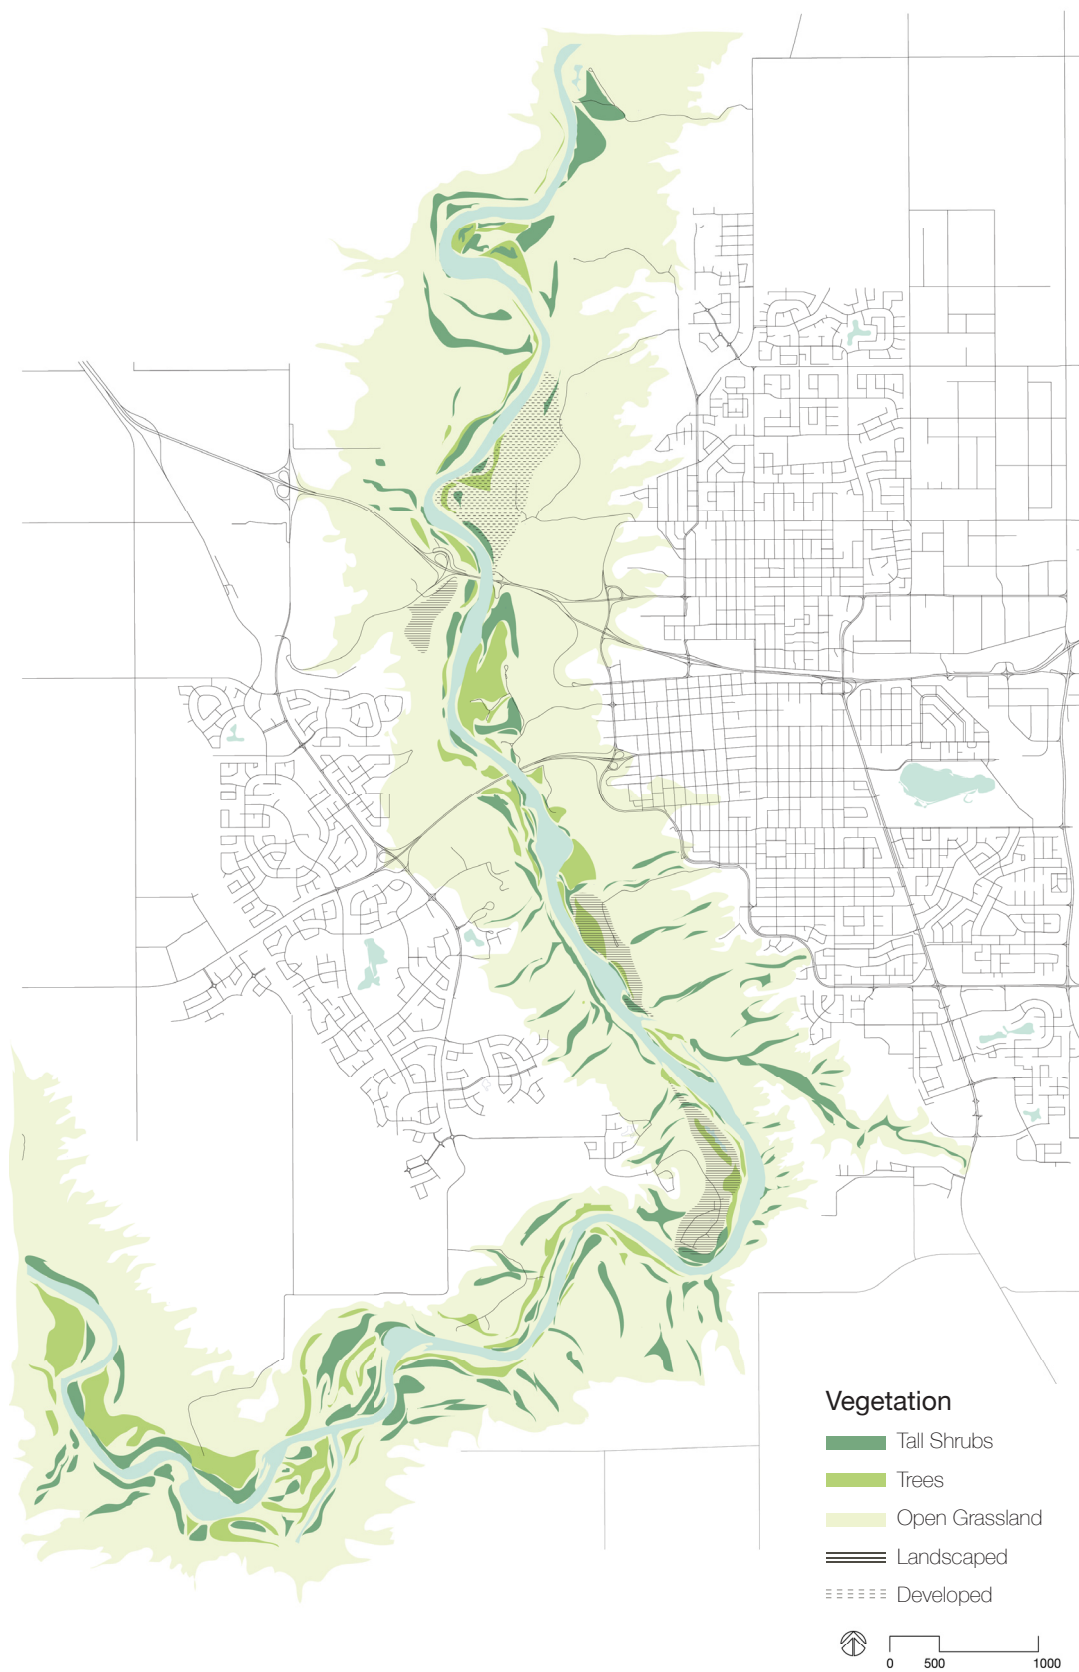 Vegetation
Tall Shrubs
Trees
Open Grassland
Landscaped
Developed
0 500 1000